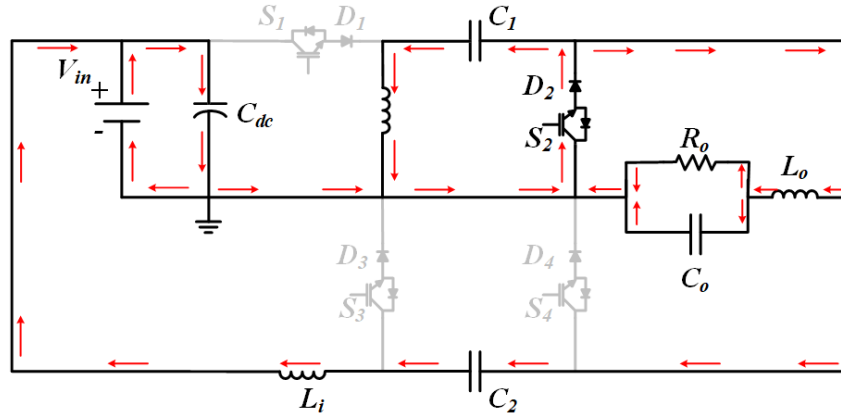 C1
S1 D1
Vin +
-
Cdc
D2
S2
Ro
Lo
Co
D3
S3
D4
S4
Li
C2